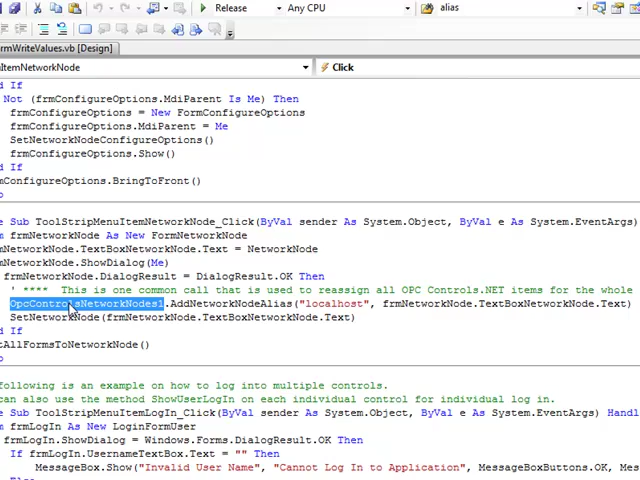 Release Any CPU alias
ormWriteValues.vb [Design]
ItemNetworkNode Click
d If
Not (frmConfigureOptions.MdiParent Is Me) Then
frmConfigureOptions = New FormConfigureOptions
frmConfigureOptions.MdiParent = Me
SetNetworkNodeConfigureOptions()
frmConfigureOptions.Show()
d If
mConfigureOptions.BringToFront()
e Sub ToolStripMenuItemNetworkNode_Click(ByVal sender As System.Object, ByVal e As System.EventArgs)
m frmNetworkNode As New FormNetworkNode
mNetworkNode.TextBoxNetworkNode.Text = NetworkNode
mNetworkNode.ShowDialog(Me)
frmNetworkNode.DialogResult = DialogResult.OK Then
' **** This is one common call that is used to reassign all OPC Controls.NET items for the whole
OpcControlsNetworkNodes1.AddNetworkNodeAlias("localhost", frmNetworkNode.TextBoxNetworkNode.Text)
SetNetworkNode(frmNetworkNode.TextBoxNetworkNode.Text)
d If
tAllFormsToNetworkNode()
following is an example on how to log into multiple controls.
can also use the method ShowUserLogIn on each individual control for individual log in.
e Sub ToolStripMenuItemLogIn_Click(ByVal sender As System.Object, ByVal e As System.EventArgs) Handl
m frmLogIn As New LoginFormUser
frmLogIn.ShowDialog = Windows.Forms.DialogResult.OK Then
If frmLogIn.UsernameTextBox.Text = "" Then
MessageBox.Show("Invalid User Name", "Cannot Log In to Application", MessageBoxButtons.OK, Mes
Else